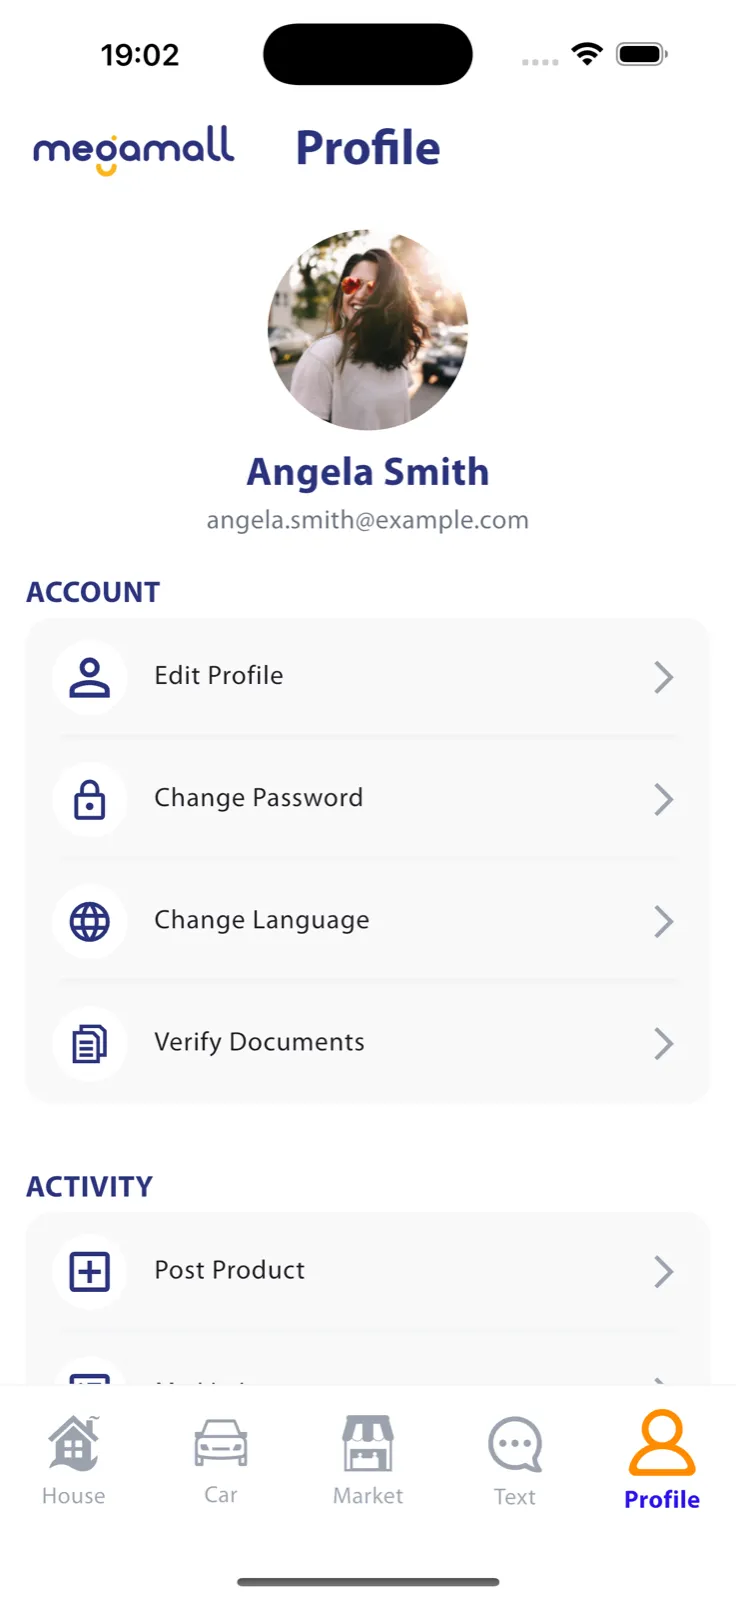 19:02
megamall
Profile
Angela Smith
angela.smith@example.com
ACCOUNT
Edit Profile
Change Password
Change Language
Verify Documents
ACTIVITY
Post Product
House
Car
Market
Text
Profile